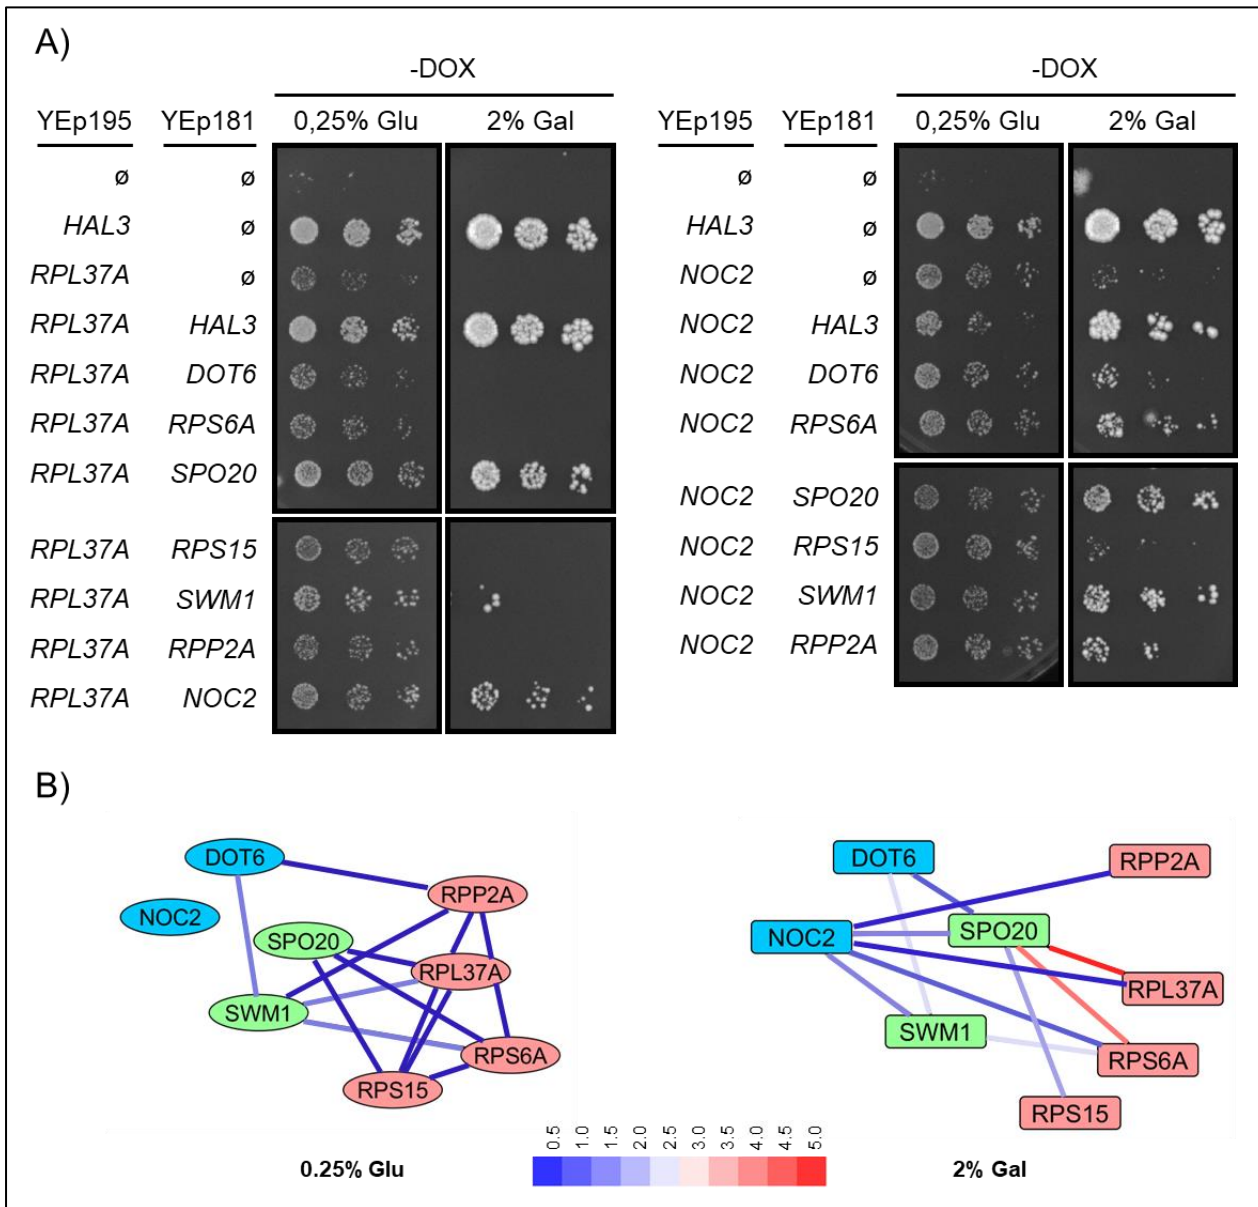 A)
-DOX -DOX
YEp195 YEp181 0,25% Glu 2% Gal YEp195 YEp181 0,25% Glu 2% Gal
ø ø ø ø
HAL3 ø HAL3 ø
RPL37A ø NOC2 ø
RPL37A HAL3 NOC2 HAL3
RPL37A DOT6 NOC2 DOT6
RPL37A RPS6A NOC2 RPS6A
RPL37A SPO20 NOC2 SPO20
RPL37A RPS15 NOC2 RPS15
RPL37A SWM1 NOC2 SWM1
RPL37A RPP2A NOC2 RPP2A
RPL37A NOC2
B)
DOT6
RPP2A
NOC2
SPO20
RPL37A
SWM1
RPS6A
RPS15
DOT6
RPP2A
NOC2
SPO20
RPL37A
SWM1
RPS6A
RPS15
0.5 1.0 1.5 2.0 2.5 3.0 3.5 4.0 4.5 5.0
0.25% Glu 2% Gal